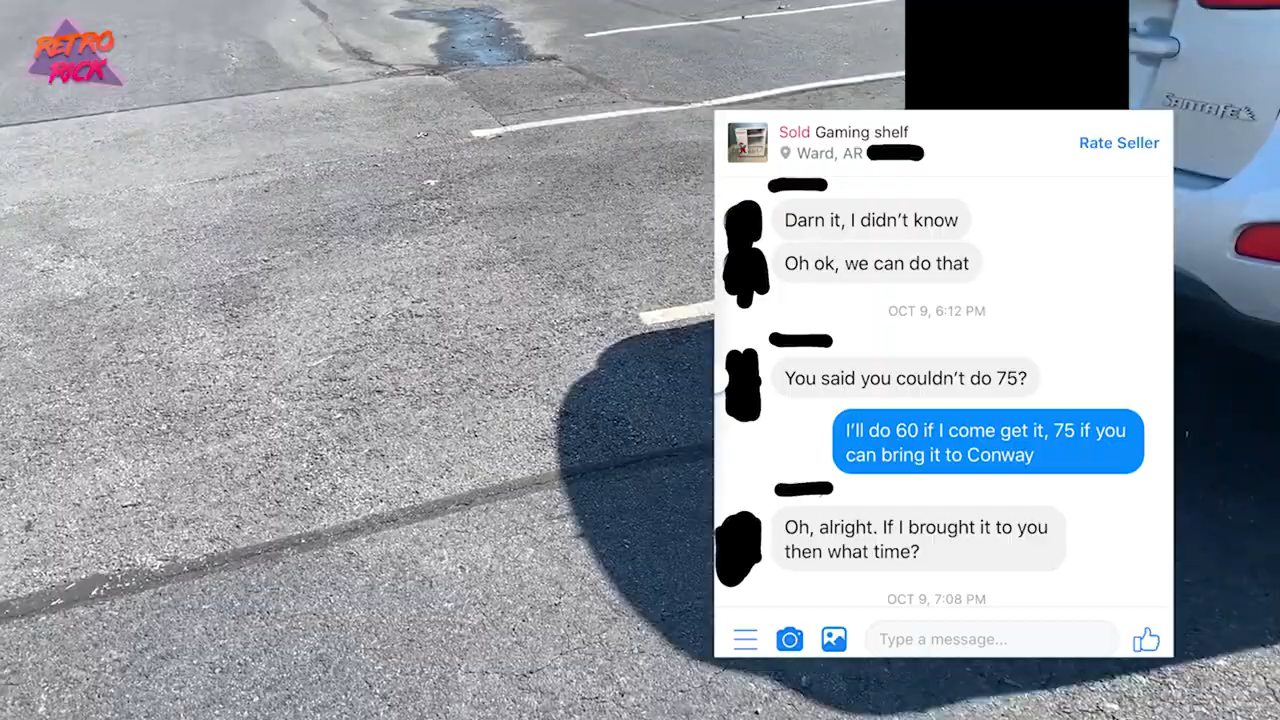 RETRO
RICK
SANTA FE
Sold Gaming shelf
Ward, AR
Rate Seller
Darn it, I didn’t know
Oh ok, we can do that
OCT 9, 6:12 PM
You said you couldn’t do 75?
I’ll do 60 if I come get it, 75 if you
can bring it to Conway
Oh, alright. If I brought it to you
then what time?
OCT 9, 7:08 PM
Type a message...